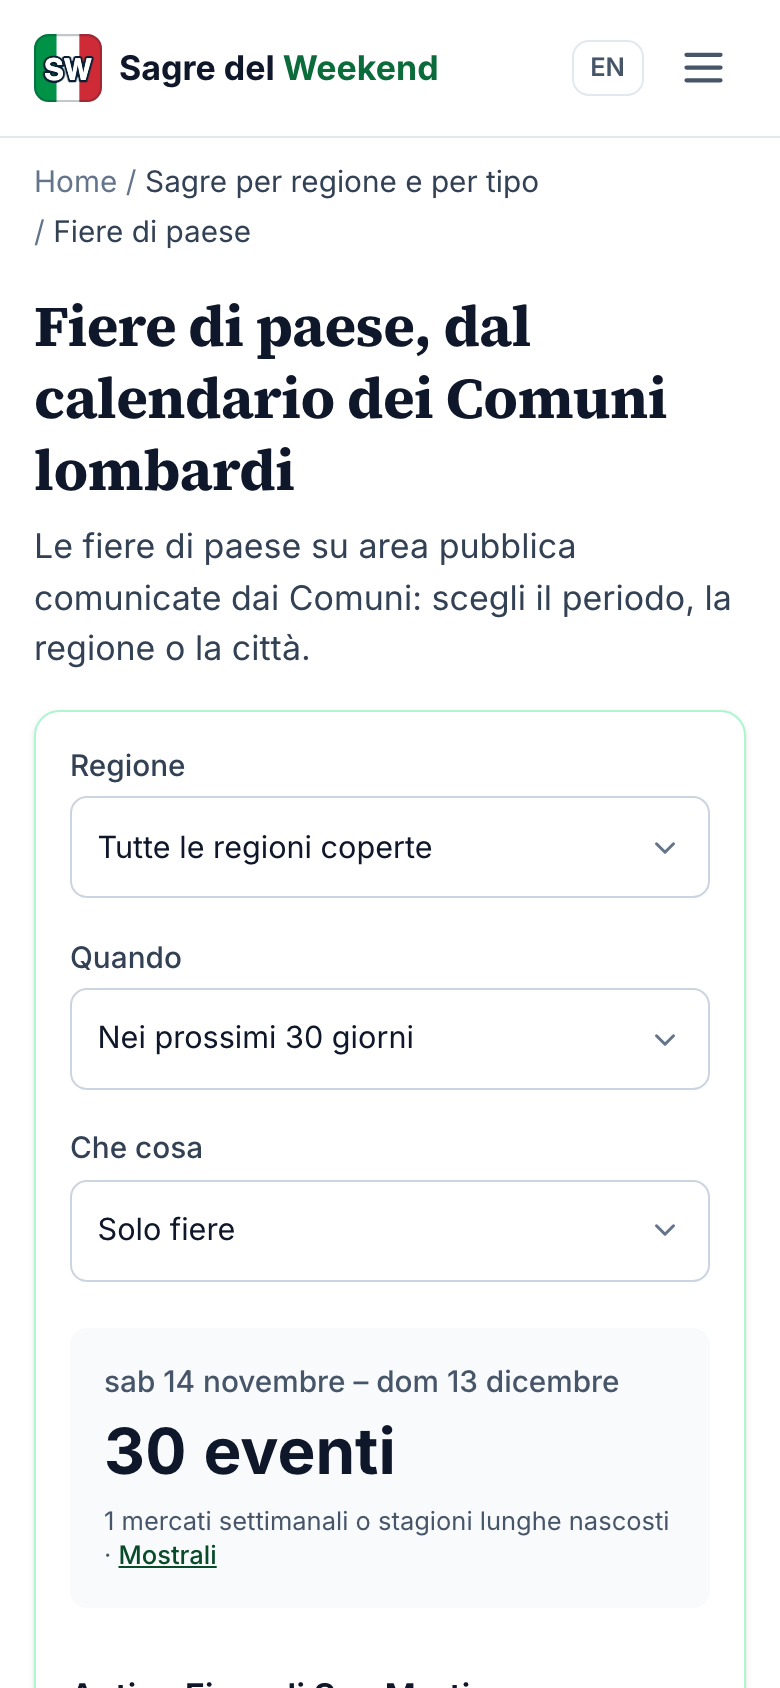 SW Sagre del Weekend EN
Home / Sagre per regione e per tipo
/ Fiere di paese
Fiere di paese, dal
calendario dei Comuni
lombardi
Le fiere di paese su area pubblica
comunicate dai Comuni: scegli il periodo, la
regione o la città.
Regione
Tutte le regioni coperte
Quando
Nei prossimi 30 giorni
Che cosa
Solo fiere
sab 14 novembre – dom 13 dicembre
30 eventi
1 mercati settimanali o stagioni lunghe nascosti
· Mostrali